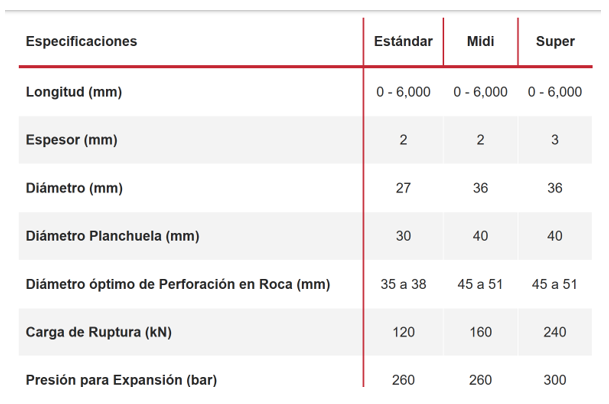 Especificaciones Estándar Midi Super
Longitud (mm) 0 - 6,000 0 - 6,000 0 - 6,000
Espesor (mm) 2 2 3
Diámetro (mm) 27 36 36
Diámetro Planchuela (mm) 30 40 40
Diámetro óptimo de Perforación en Roca (mm) 35 a 38 45 a 51 45 a 51
Carga de Ruptura (kN) 120 160 240
Presión para Expansión (bar) 260 260 300